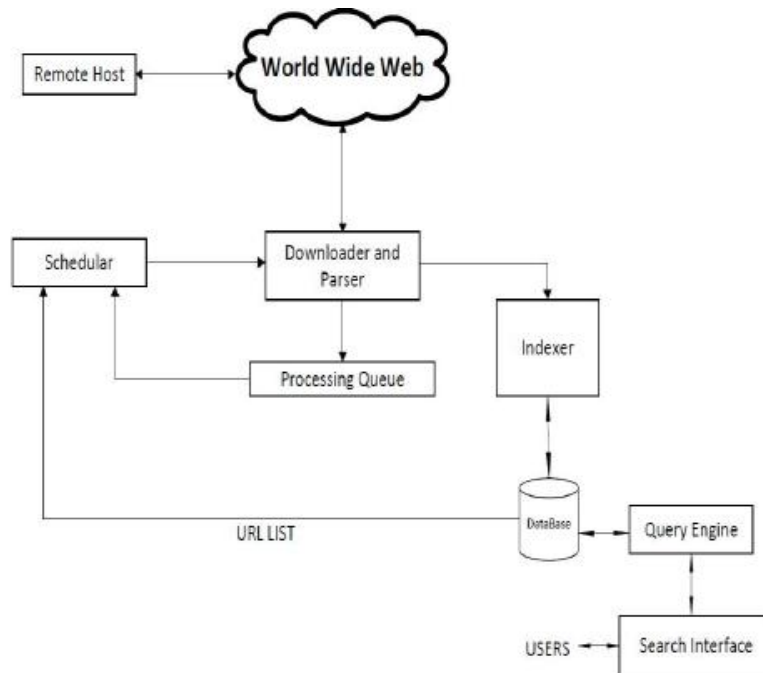 World Wide Web
Remote Host
Schedular
Downloader and
Parser
Indexer
Processing Queue
DataBase
URL LIST
Query Engine
USERS
Search Interface